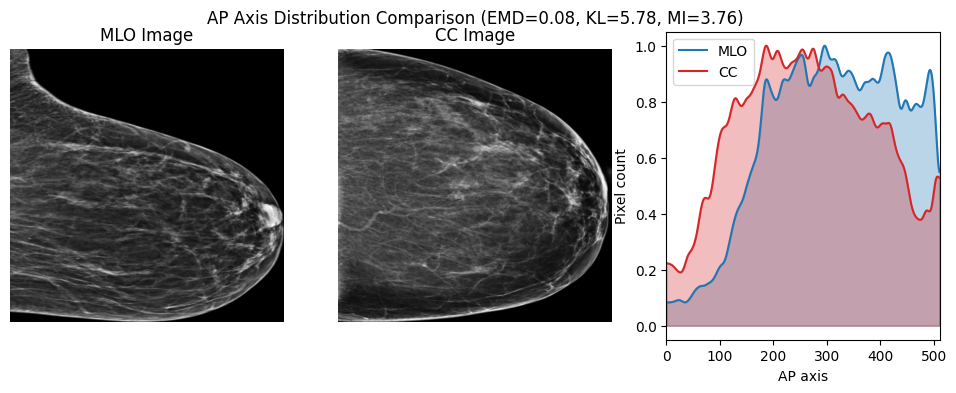 AP Axis Distribution Comparison (EMD=0.08, KL=5.78, MI=3.76)
MLO Image
CC Image
MLO
CC
Pixel count
1.0
0.8
0.6
0.4
0.2
0.0
0 100 200 300 400 500
AP axis